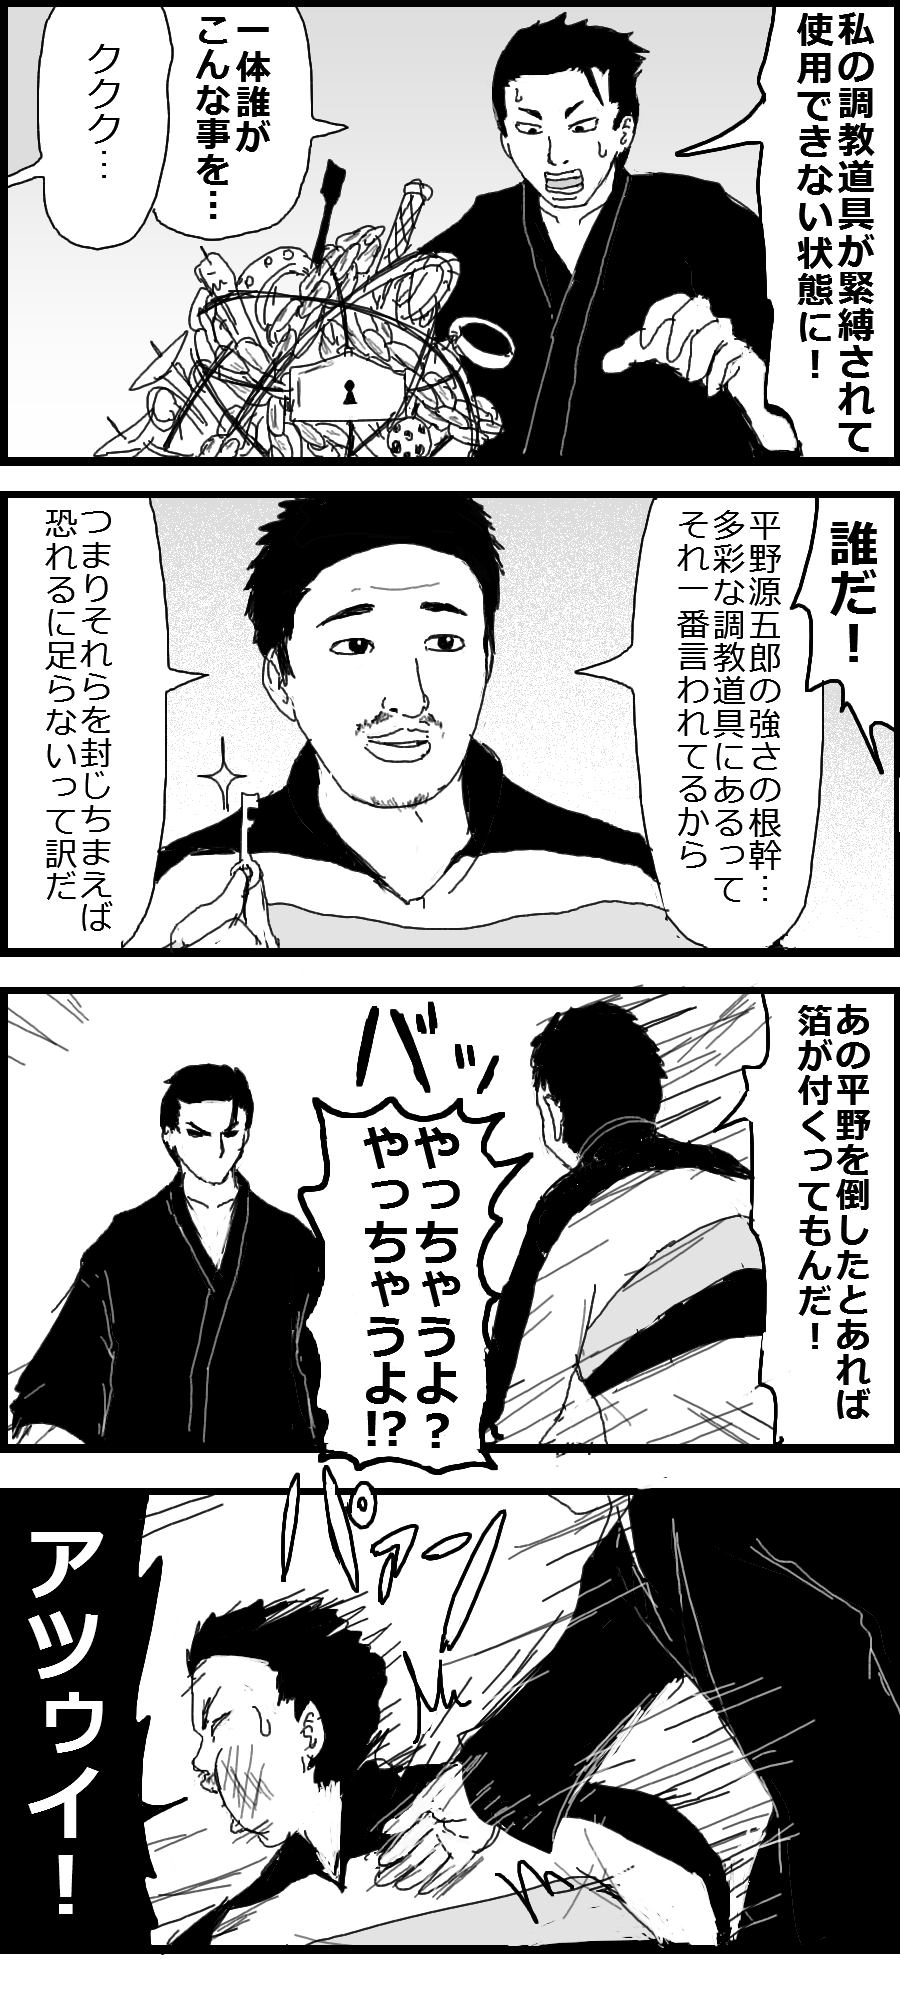 私の調教道具が緊縛されて
使用できない状態に！
一体誰が
こんな事を…
ククク…
誰だ！
平野源五郎の強さの根幹…
多彩な調教道具にあるって
それ一番言われてるから
つまりそれらを封じちまえば
恐れるに足らないって訳だ
あの平野を倒したとあれば
箔が付くってもんだ！
バッ
やっちゃうよ？
やっちゃうよ!?
パァン
アツゥイ！